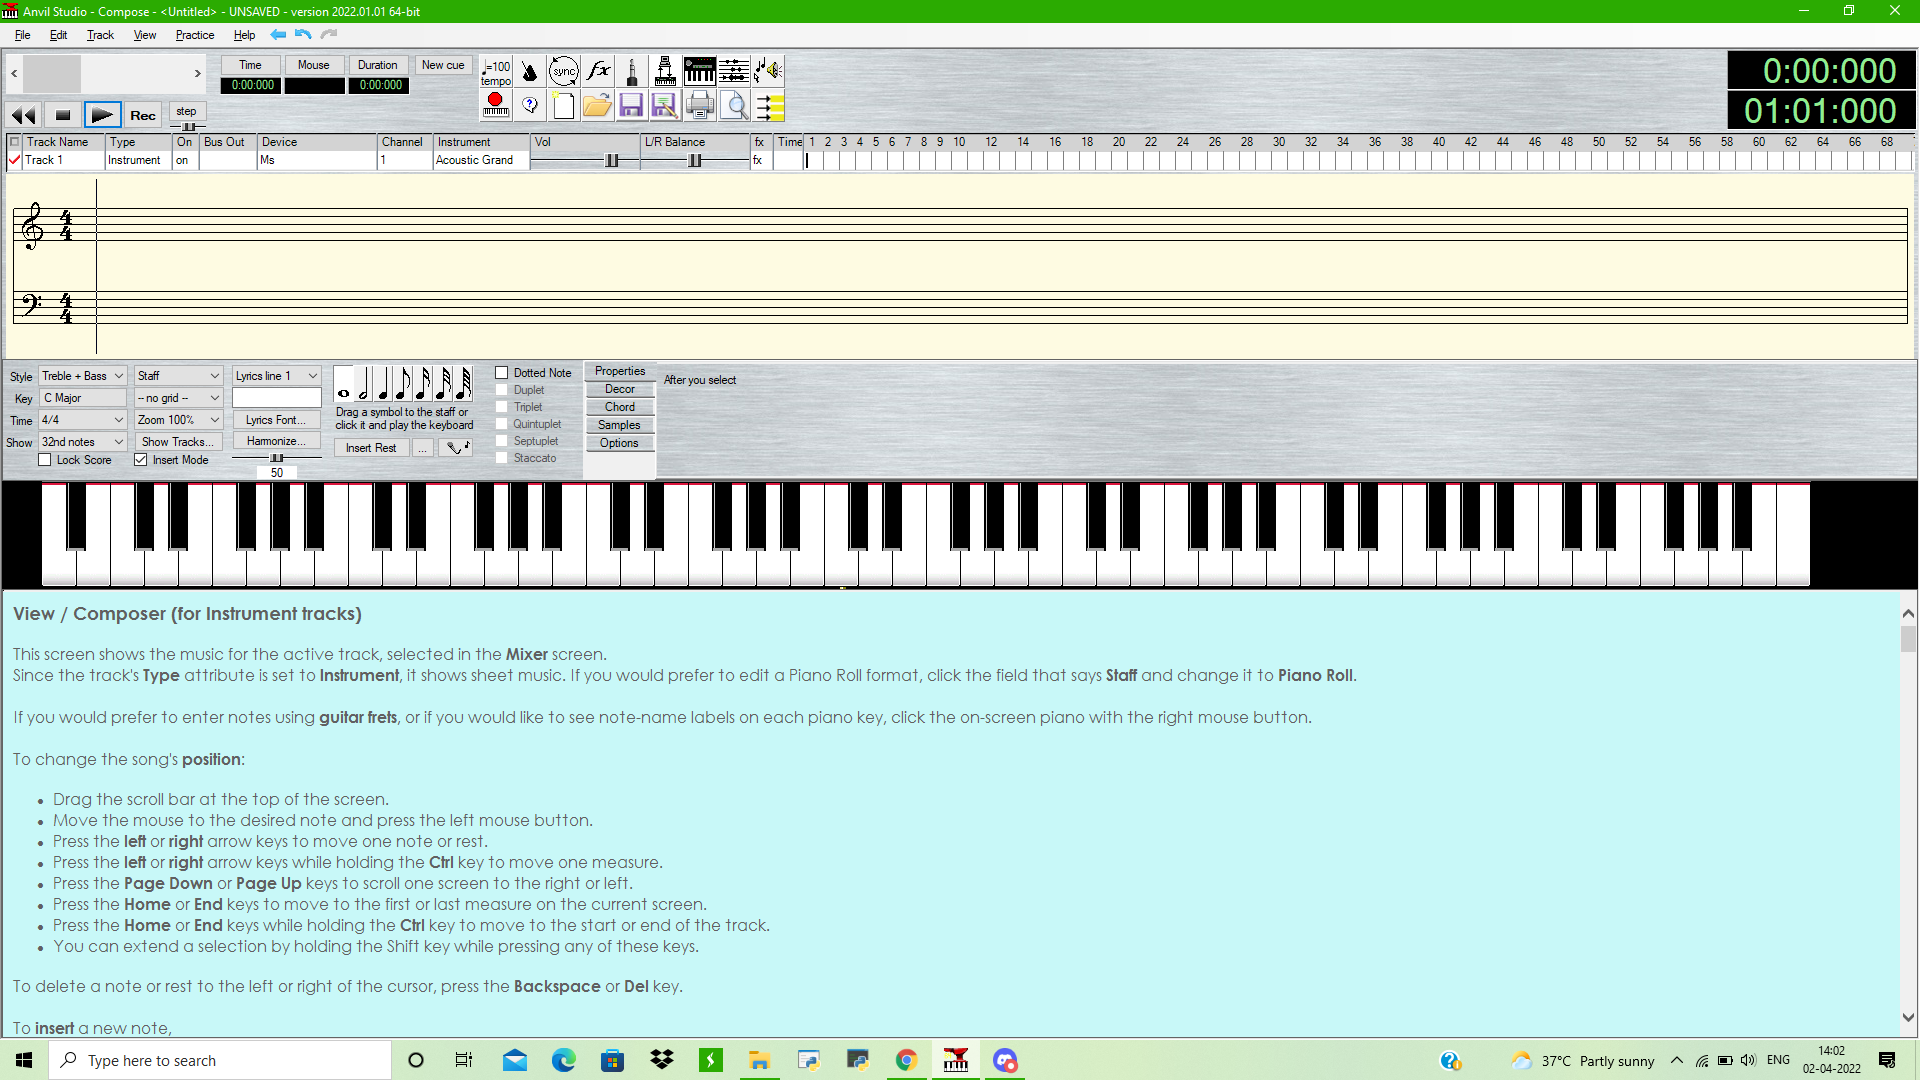 Anvil Studio - Compose - <Untitled> - UNSAVED - version 2022.01.01 64-bit
File Edit Track View Practice Help
Time Mouse Duration New cue
0:00:000 0:00:000
=100
tempo
sync
fx
0:00:000
01:01:000
Rec
step
Track Name Type On Bus Out Device Channel Instrument Vol L/R Balance fx Time 1 2 3 4 5 6 7 8 9 10 12 14 16 18 20 22 24 26 28 30 32 34 36 38 40 42 44 46 48 50 52 54 56 58 60 62 64 66 68
Track 1 Instrument on Ms 1 Acoustic Grand fx
4
4
4
4
Style Treble + Bass Staff Lyrics line 1
Key C Major -- no grid --
Time 4/4 Zoom 100% Lyrics Font...
Show 32nd notes Show Tracks... Harmonize...
Lock Score Insert Mode
50
Drag a symbol to the staff or
click it and play the keyboard
Insert Rest ...
Dotted Note
Duplet
Triplet
Quintuplet
Septuplet
Staccato
Properties
Decor
Chord
Samples
Options
After you select
View / Composer (for Instrument tracks)
This screen shows the music for the active track, selected in the Mixer screen.
Since the track's Type attribute is set to Instrument, it shows sheet music. If you would prefer to edit a Piano Roll format, click the field that says Staff and change it to Piano Roll.
If you would prefer to enter notes using guitar frets, or if you would like to see note-name labels on each piano key, click the on-screen piano with the right mouse button.
To change the song's position:
• Drag the scroll bar at the top of the screen.
• Move the mouse to the desired note and press the left mouse button.
• Press the left or right arrow keys to move one note or rest.
• Press the left or right arrow keys while holding the Ctrl key to move one measure.
• Press the Page Down or Page Up keys to scroll one screen to the right or left.
• Press the Home or End keys to move to the first or last measure on the current screen.
• Press the Home or End keys while holding the Ctrl key to move to the start or end of the track.
• You can extend a selection by holding the Shift key while pressing any of these keys.
To delete a note or rest to the left or right of the cursor, press the Backspace or Del key.
To insert a new note,
Type here to search
37°C Partly sunny
ENG
14:02
02-04-2022